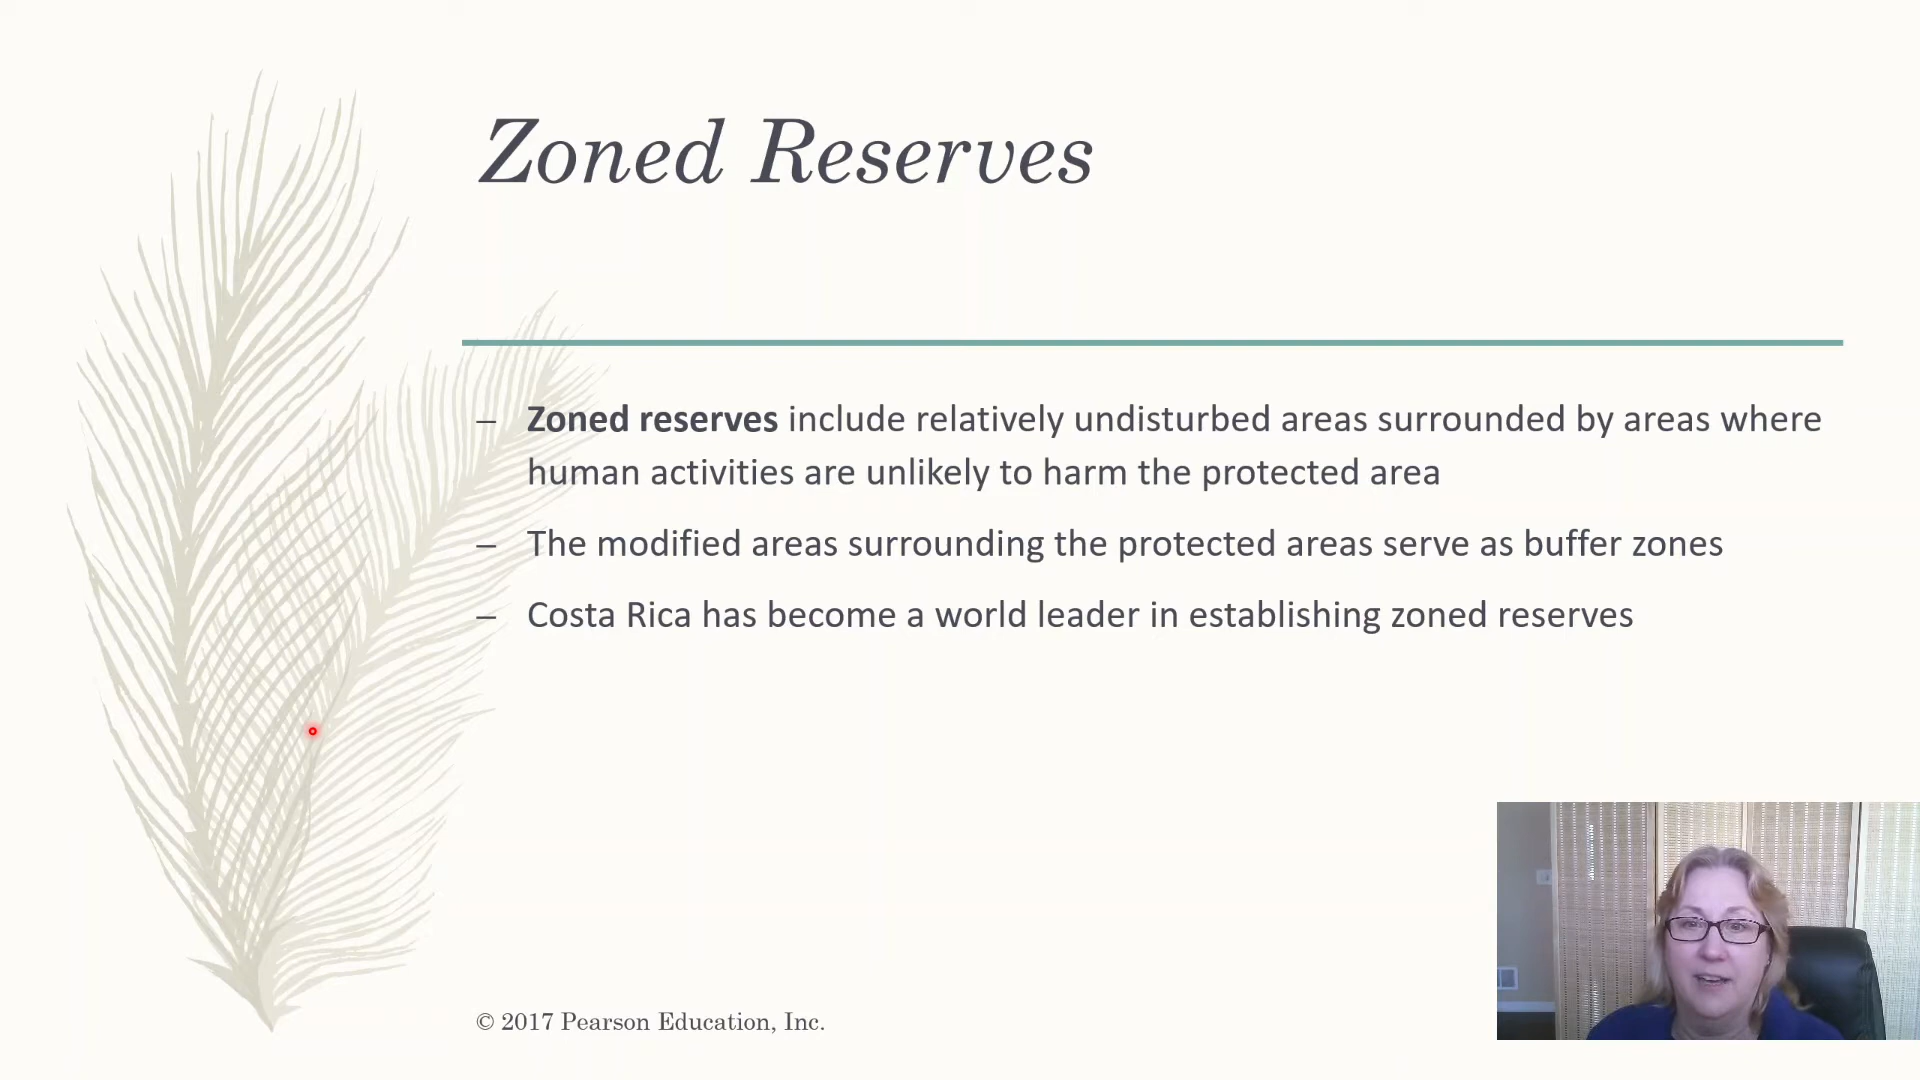 Zoned Reserves
– Zoned reserves include relatively undisturbed areas surrounded by areas where
human activities are unlikely to harm the protected area
– The modified areas surrounding the protected areas serve as buffer zones
– Costa Rica has become a world leader in establishing zoned reserves
© 2017 Pearson Education, Inc.